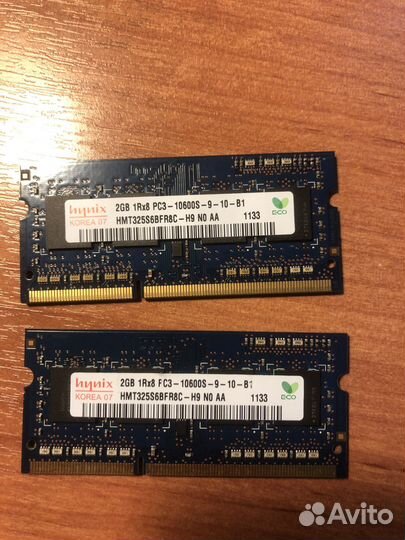 hynix
KOREA 07
2GB 1Rx8 PC3-10600S-9-10-B1
HMT325S6BFR8C-H9 N0 AA 1133
ECO
hynix
KOREA 07
2GB 1Rx8 PC3-10600S-9-10-B1
HMT325S6BFR8C-H9 N0 AA 1133
ECO
Avito